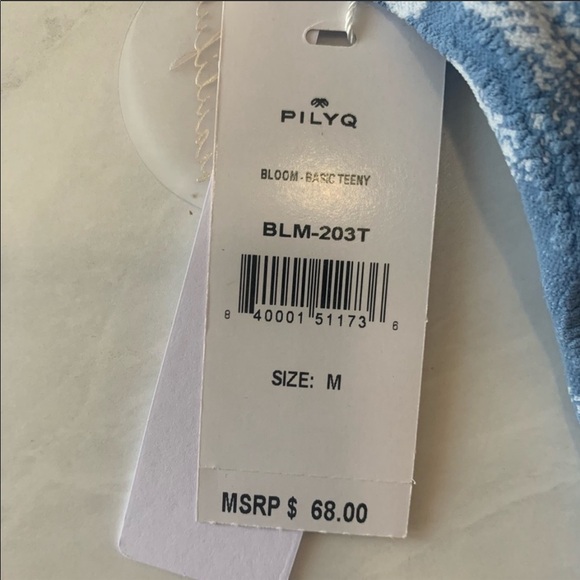 PILYQ
BLOOM - BASIC TEENY
BLM-203T
8 40001 51173 6
SIZE: M
MSRP $ 68.00